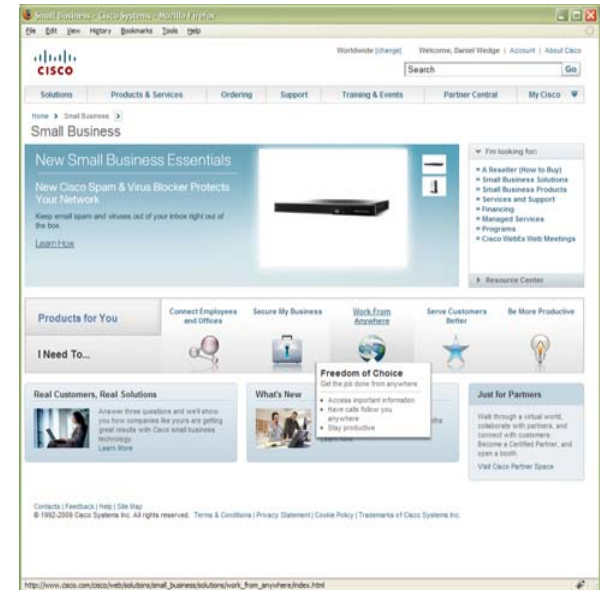 Small Business - Cisco Systems - Mozilla Firefox
File Edit View History Bookmarks Tools Help
Worldwide [change] Welcome, Daniel Wedge | Account | About Cisco
CISCO
Search Go
Solutions Products & Services Ordering Support Training & Events Partner Central My Cisco
Home Small Business
Small Business
New Small Business Essentials
New Cisco Spam & Virus Blocker Protects
Your Network
Keep email spam and viruses out of your inbox right out of
the box.
Learn How
I'm looking for:
» A Reseller (How to Buy)
» Small Business Solutions
» Small Business Products
» Services and Support
» Financing
» Managed Services
» Programs
» Cisco WebEx Web Meetings
Resource Center
Products for You
I Need To...
Connect Employees
and Offices
Secure My Business
Work From
Anywhere
Serve Customers
Better
Be More Productive
Freedom of Choice
Get the job done from anywhere
• Access important information
• Have calls follow you
anywhere
• Stay productive
Real Customers, Real Solutions
Answer three questions and we'll show
you how companies like yours are getting
great results with Cisco small business
technology.
Learn More
What's New
Just for Partners
Walk through a virtual world,
collaborate with partners, and
connect with customers.
Become a Certified Partner, and
open a booth.
Visit Cisco Partner Space
Contacts | Feedback | Help | Site Map
© 1992-2009 Cisco Systems Inc. All rights reserved. Terms & Conditions | Privacy Statement | Cookie Policy | Trademarks of Cisco Systems Inc.
http://www.cisco.com/cisco/web/solutions/small_business/solutions/work_from_anywhere/index.html